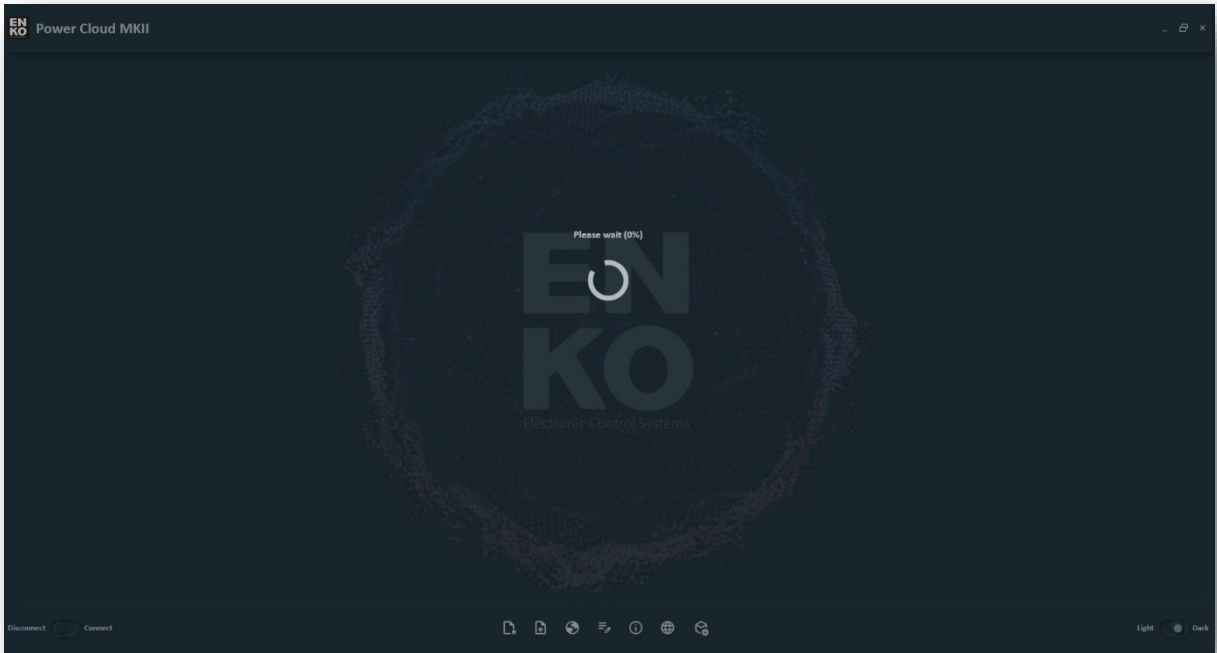 EN
KO
Power Cloud MKII
Please wait (0%)
EN
KO
Electronic Control Systems
Disconnect
Connect
Light
Dark